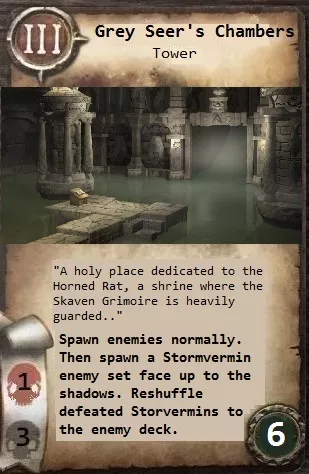 III
Grey Seer's Chambers
Tower
"A holy place dedicated to the
Horned Rat, a shrine where the
Skaven Grimoire is heavily
guarded.."
Spawn enemies normally.
Then spawn a Stormvermin
enemy set face up to the
shadows. Reshuffle
defeated Storvermins to
the enemy deck.
1
3
6